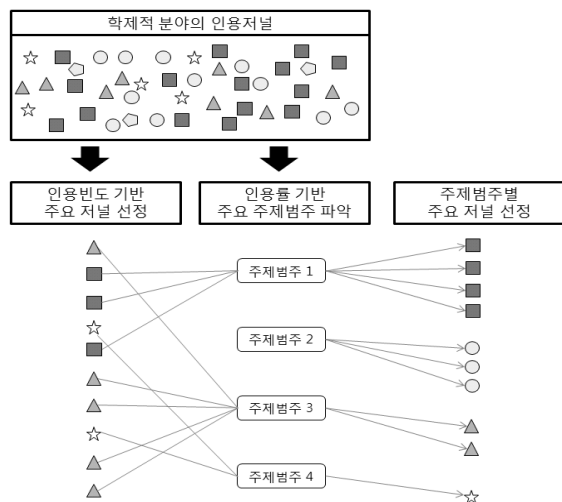 학제적 분야의 인용저널
인용빈도 기반
주요 저널 선정
인용률 기반
주요 주제범주 파악
주제범주별
주요 저널 선정
주제범주 1
주제범주 2
주제범주 3
주제범주 4